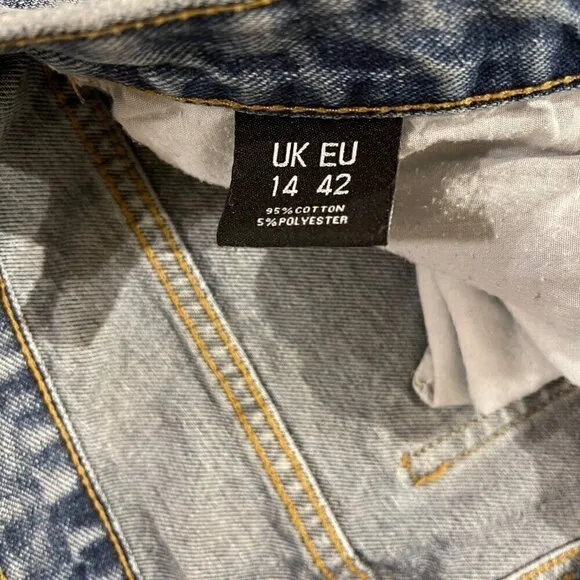 UK EU
14 42
95%COTTON
5%POLYESTER